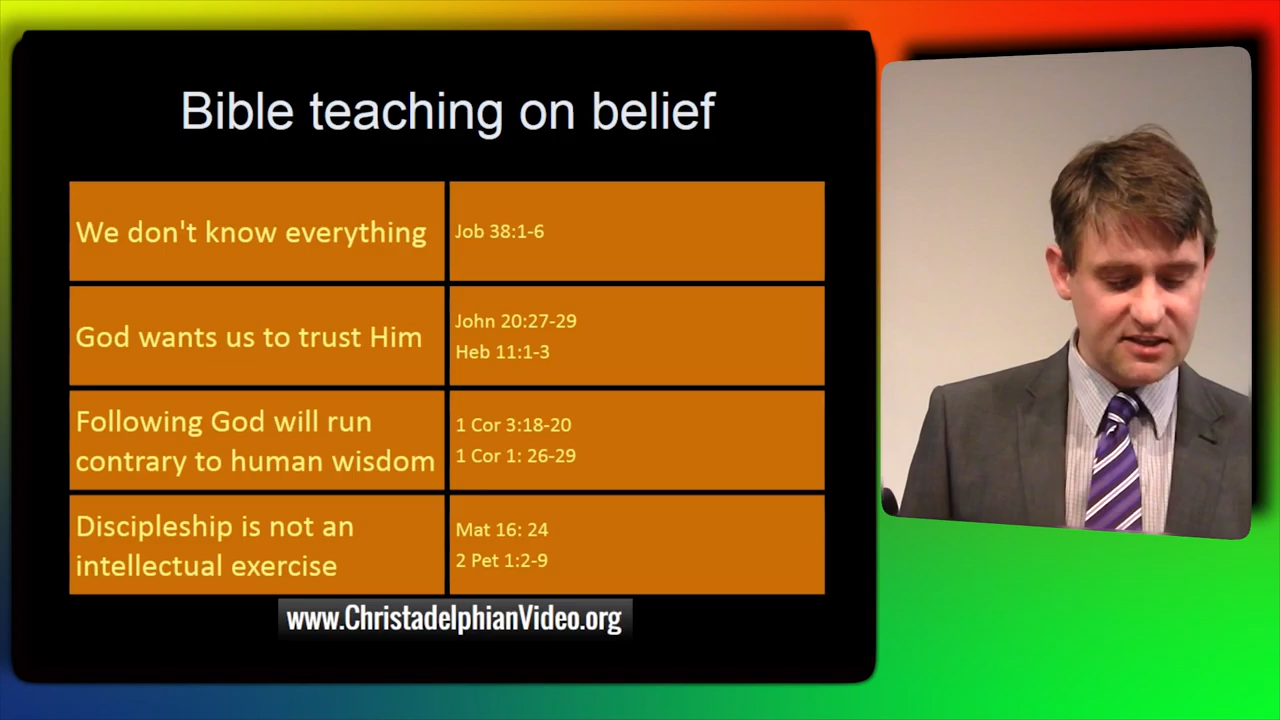 Bible teaching on belief
We don't know everything
Job 38:1-6
God wants us to trust Him
John 20:27-29
Heb 11:1-3
Following God will run
contrary to human wisdom
1 Cor 3:18-20
1 Cor 1: 26-29
Discipleship is not an
intellectual exercise
Mat 16: 24
2 Pet 1:2-9
www.ChristadelphianVideo.org